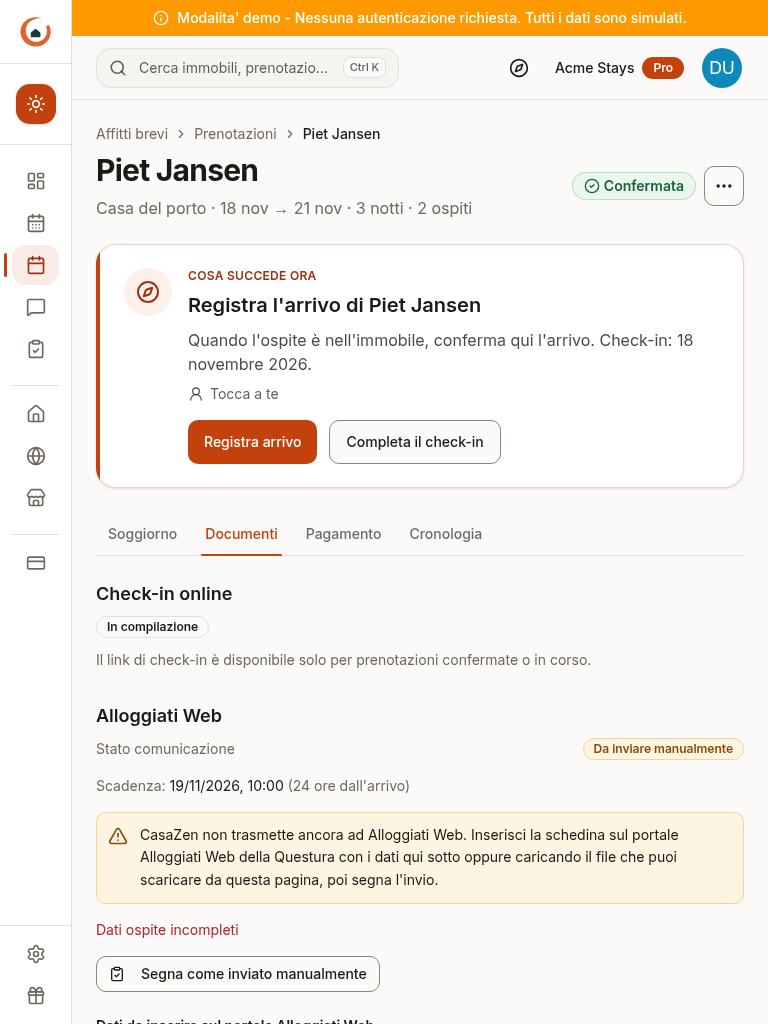 Modalita' demo - Nessuna autenticazione richiesta. Tutti i dati sono simulati.
Cerca immobili, prenotazio...
Ctrl K
Acme Stays
Pro
DU
Affitti brevi > Prenotazioni > Piet Jansen
Piet Jansen
Casa del porto · 18 nov → 21 nov · 3 notti · 2 ospiti
Confermata
COSA SUCCEDE ORA
Registra l'arrivo di Piet Jansen
Quando l'ospite è nell'immobile, conferma qui l'arrivo. Check-in: 18
novembre 2026.
Tocca a te
Registra arrivo
Completa il check-in
Soggiorno
Documenti
Pagamento
Cronologia
Check-in online
In compilazione
Il link di check-in è disponibile solo per prenotazioni confermate o in corso.
Alloggiati Web
Stato comunicazione
Da inviare manualmente
Scadenza: 19/11/2026, 10:00 (24 ore dall'arrivo)
CasaZen non trasmette ancora ad Alloggiati Web. Inserisci la schedina sul portale
Alloggiati Web della Questura con i dati qui sotto oppure caricando il file che puoi
scaricare da questa pagina, poi segna l'invio.
Dati ospite incompleti
Segna come inviato manualmente
Dati da inserire sul portale Alloggiati Web